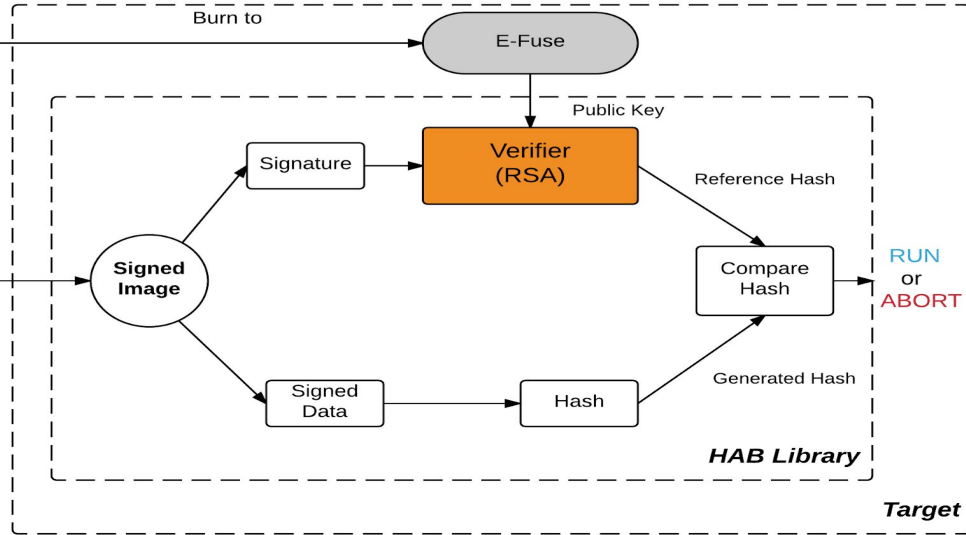 Burn to
E-Fuse
Public Key
Signature
Verifier
(RSA)
Reference Hash
Signed
Image
Compare
Hash
RUN
or
ABORT
Signed
Data
Hash
Generated Hash
HAB Library
Target